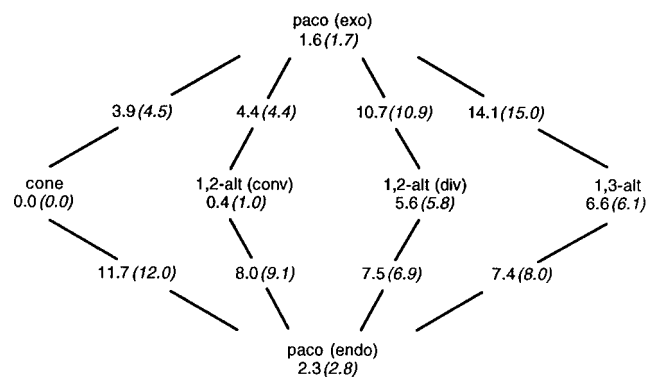 paco (exo)
1.6 (1.7)
3.9 (4.5) 4.4 (4.4) 10.7 (10.9) 14.1 (15.0)
cone 1,2-alt (conv) 1,2-alt (div) 1,3-alt
0.0 (0.0) 0.4 (1.0) 5.6 (5.8) 6.6 (6.1)
11.7 (12.0) 8.0 (9.1) 7.5 (6.9) 7.4 (8.0)
paco (endo)
2.3 (2.8)